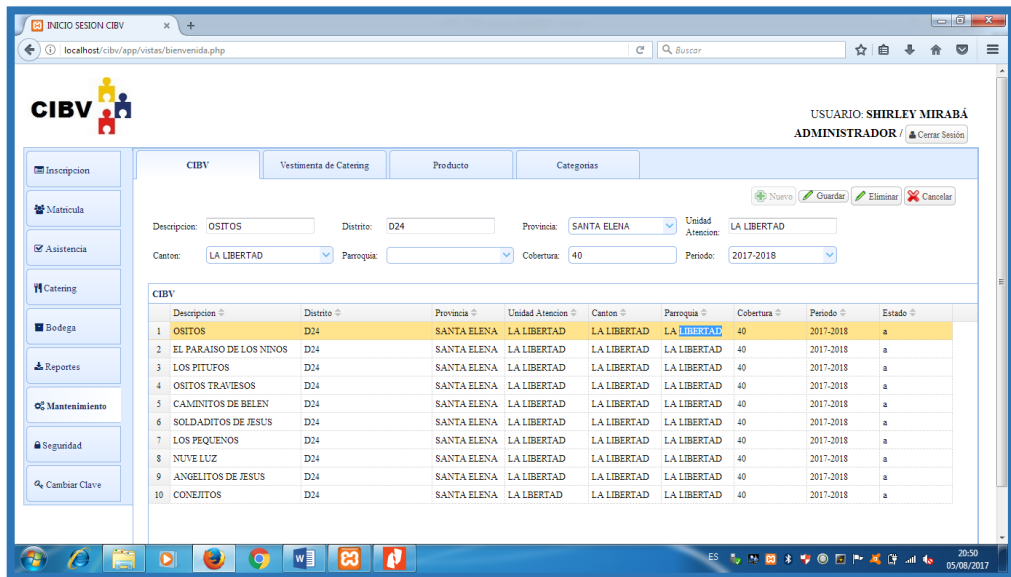 INICIO SESION CIBV
localhost/cibv/app/vistas/bienvenida.php
Buscar
CIBV
USUARIO: SHIRLEY MIRABÁ
ADMINISTRADOR / Cerrar Sesión
Inscripcion
Matricula
Asistencia
Catering
Bodega
Reportes
Mantenimiento
Seguridad
Cambiar Clave
CIBV Vestimenta de Catering Producto Categorias
Nuevo Guardar Eliminar Cancelar
Descripcion: OSITOS Distrito: D24 Provincia: SANTA ELENA Unidad Atencion: LA LIBERTAD
Canton: LA LIBERTAD Parroquia: Cobertura: 40 Periodo: 2017-2018
CIBV
Descripcion Distrito Provincia Unidad Atencion Canton Parroquia Cobertura Periodo Estado
1 OSITOS D24 SANTA ELENA LA LIBERTAD LA LIBERTAD LA LIBERTAD 40 2017-2018 a
2 EL PARAISO DE LOS NINOS D24 SANTA ELENA LA LIBERTAD LA LIBERTAD LA LIBERTAD 40 2017-2018 a
3 LOS PITUFOS D24 SANTA ELENA LA LIBERTAD LA LIBERTAD LA LIBERTAD 40 2017-2018 a
4 OSITOS TRAVIESOS D24 SANTA ELENA LA LIBERTAD LA LIBERTAD LA LIBERTAD 40 2017-2018 a
5 CAMINITOS DE BELEN D24 SANTA ELENA LA LIBERTAD LA LIBERTAD LA LIBERTAD 40 2017-2018 a
6 SOLDADITOS DE JESUS D24 SANTA ELENA LA LIBERTAD LA LIBERTAD LA LIBERTAD 40 2017-2018 a
7 LOS PEQUENOS D24 SANTA ELENA LA LIBERTAD LA LIBERTAD LA LIBERTAD 40 2017-2018 a
8 NUVE LUZ D24 SANTA ELENA LA LIBERTAD LA LIBERTAD LA LIBERTAD 40 2017-2018 a
9 ANGELITOS DE JESUS D24 SANTA ELENA LA LIBERTAD LA LIBERTAD LA LIBERTAD 40 2017-2018 a
10 CONEJITOS D24 SANTA ELENA LA LBERTAD LA LIBERTAD LA LIBERTAD 40 2017-2018 a
ES
20:50
05/08/2017